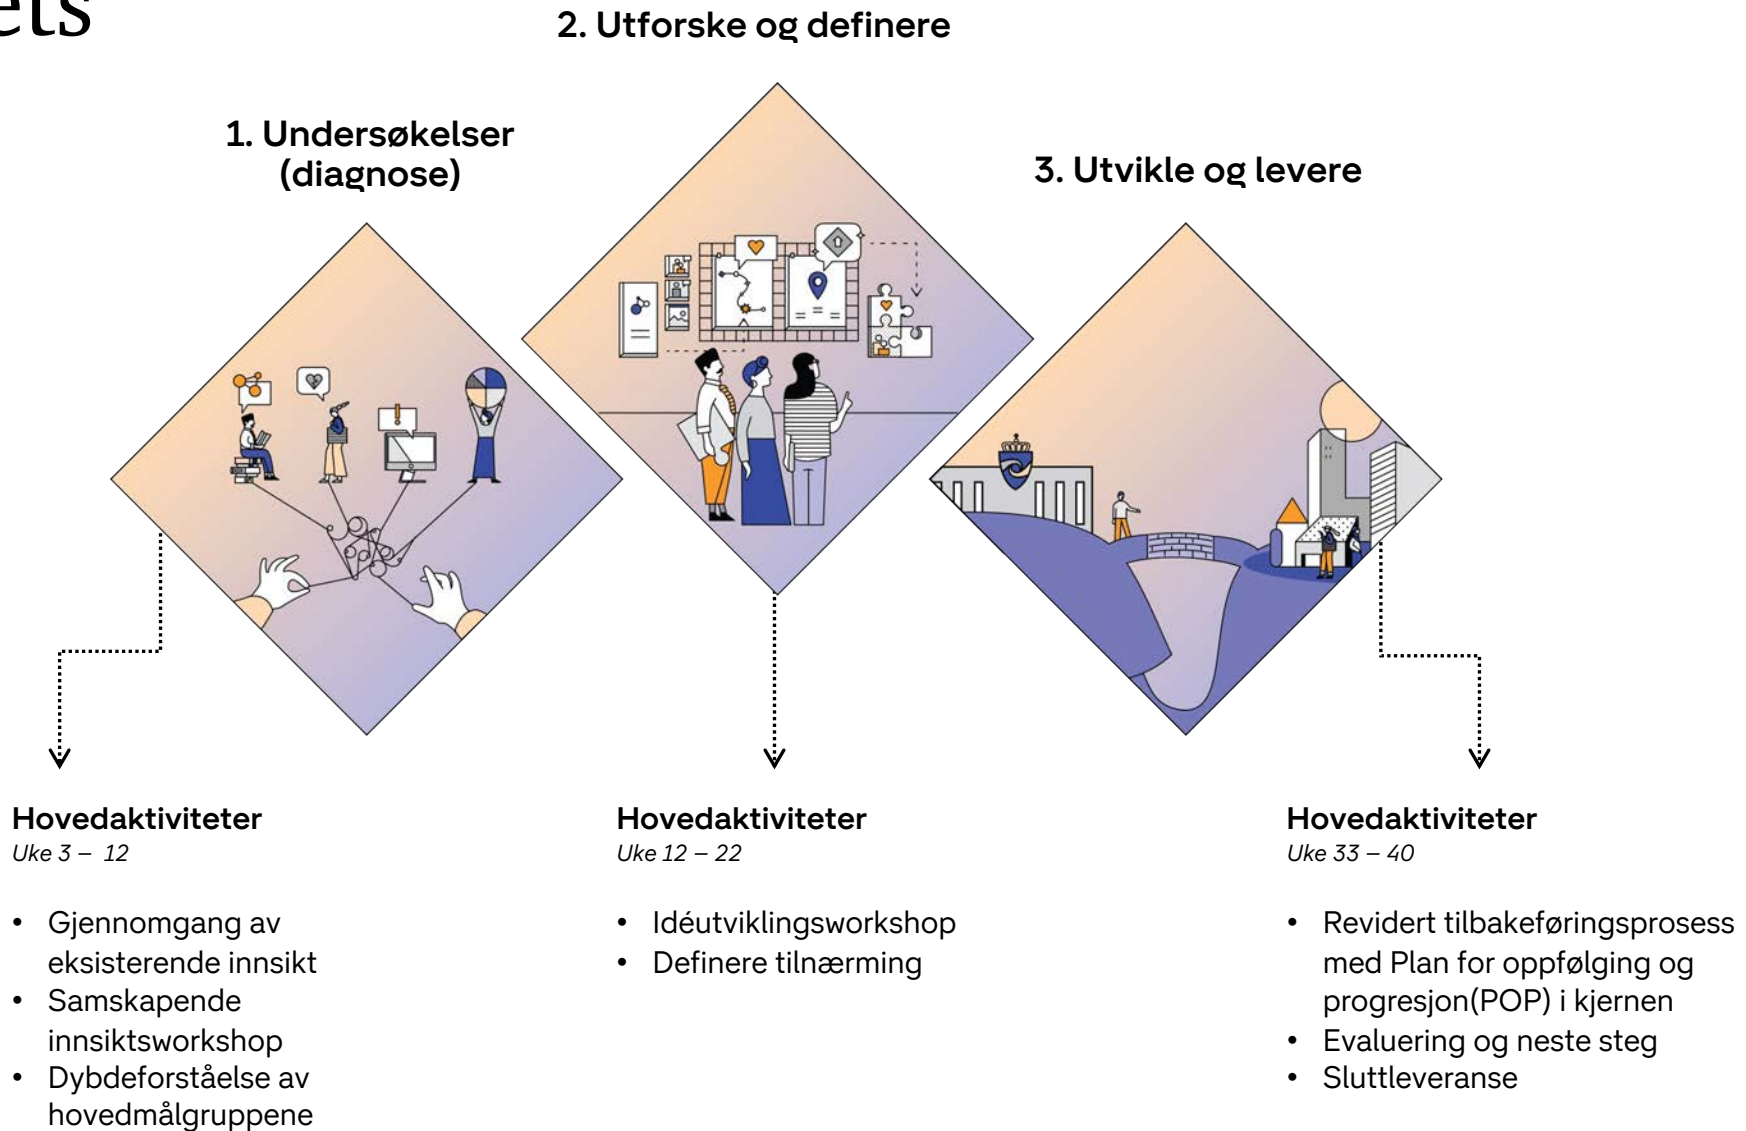 ets
2. Utforske og definere
1. Undersøkelser
(diagnose)
3. Utvikle og levere
Hovedaktiviteter
Uke 3 – 12
• Gjennomgang av
eksisterende innsikt
• Samskapende
innsiktsworkshop
• Dybdeforståelse av
hovedmålgruppene
Hovedaktiviteter
Uke 12 – 22
• Idéutviklingsworkshop
• Definere tilnærming
Hovedaktiviteter
Uke 33 – 40
• Revidert tilbakeføringsprosess
med Plan for oppfølging og
progresjon(POP) i kjernen
• Evaluering og neste steg
• Sluttleveranse